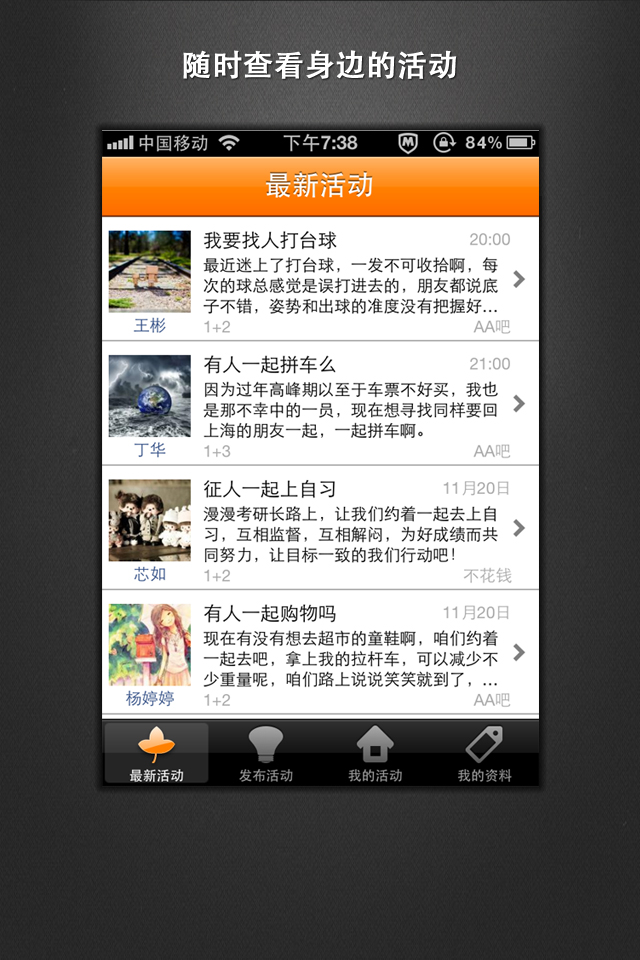 随时查看身边的活动
中国移动 下午7:38 84%
最新活动
我要找人打台球 20:00
最近迷上了打台球，一发不可收拾啊，每
次的球总感觉是误打进去的，朋友都说底
子不错，姿势和出球的准度没有把握好...
王彬 1+2 AA吧
有人一起拼车么 21:00
因为过年高峰期以至于车票不好买，我也
是那不幸中的一员，现在想寻找同样要回
上海的朋友一起，一起拼车啊。
丁华 1+3 AA吧
征人一起上自习 11月20日
漫漫考研长路上，让我们约着一起去上自
习，互相监督，互相解闷，为好成绩而共
同努力，让目标一致的我们行动吧！
芯如 1+2 不花钱
有人一起购物吗 11月20日
现在有没有想去超市的童鞋啊，咱们约着
一起去吧，拿上我的拉杆车，可以减少不
少重量呢，咱们路上说说笑笑就到了，...
杨婷婷 1+2 AA吧
最新活动 发布活动 我的活动 我的资料